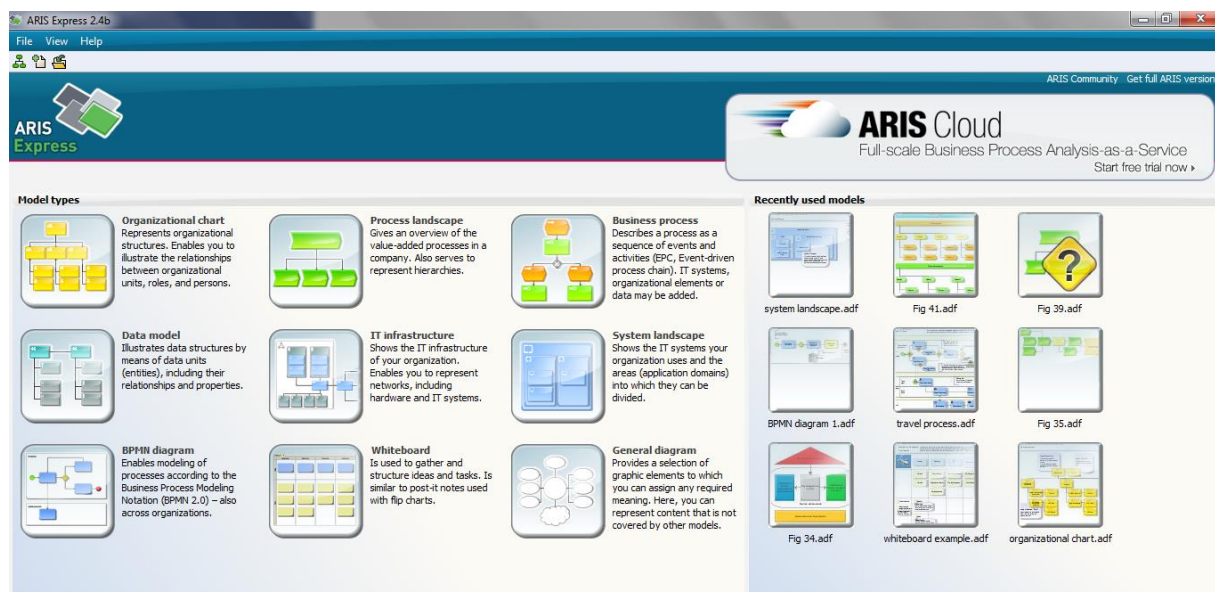 ARIS Express 2.4b
File View Help
ARIS Community Get full ARIS version
ARIS
Express
ARIS Cloud
Full-scale Business Process Analysis-as-a-Service
Start free trial now
Model types
Organizational chart
Represents organizational
structures. Enables you to
illustrate the relationships
between organizational
units, roles, and persons.
Process landscape
Gives an overview of the
value-added processes in a
company. Also serves to
represent hierarchies.
Business process
Describes a process as a
sequence of events and
activities (EPC, Event-driven
process chain). IT systems,
organizational elements or
data may be added.
Data model
Illustrates data structures by
means of data units
(entities), including their
relationships and properties.
IT infrastructure
Shows the IT infrastructure
of your organization.
Enables you to represent
networks, including
hardware and IT systems.
System landscape
Shows the IT systems your
organization uses and the
areas (application domains)
into which they can be
divided.
BPMN diagram
Enables modeling of
processes according to the
Business Process Modeling
Notation (BPMN 2.0) – also
across organizations.
Whiteboard
Is used to gather and
structure ideas and tasks. Is
similar to post-it notes used
with flip charts.
General diagram
Provides a selection of
graphic elements to which
you can assign any required
meaning. Here, you can
represent content that is not
covered by other models.
Recently used models
system landscape.adf
Fig 41.adf
Fig 39.adf
BPMN diagram 1.adf
travel process.adf
Fig 35.adf
Fig 34.adf
whiteboard example.adf
organizational chart.adf